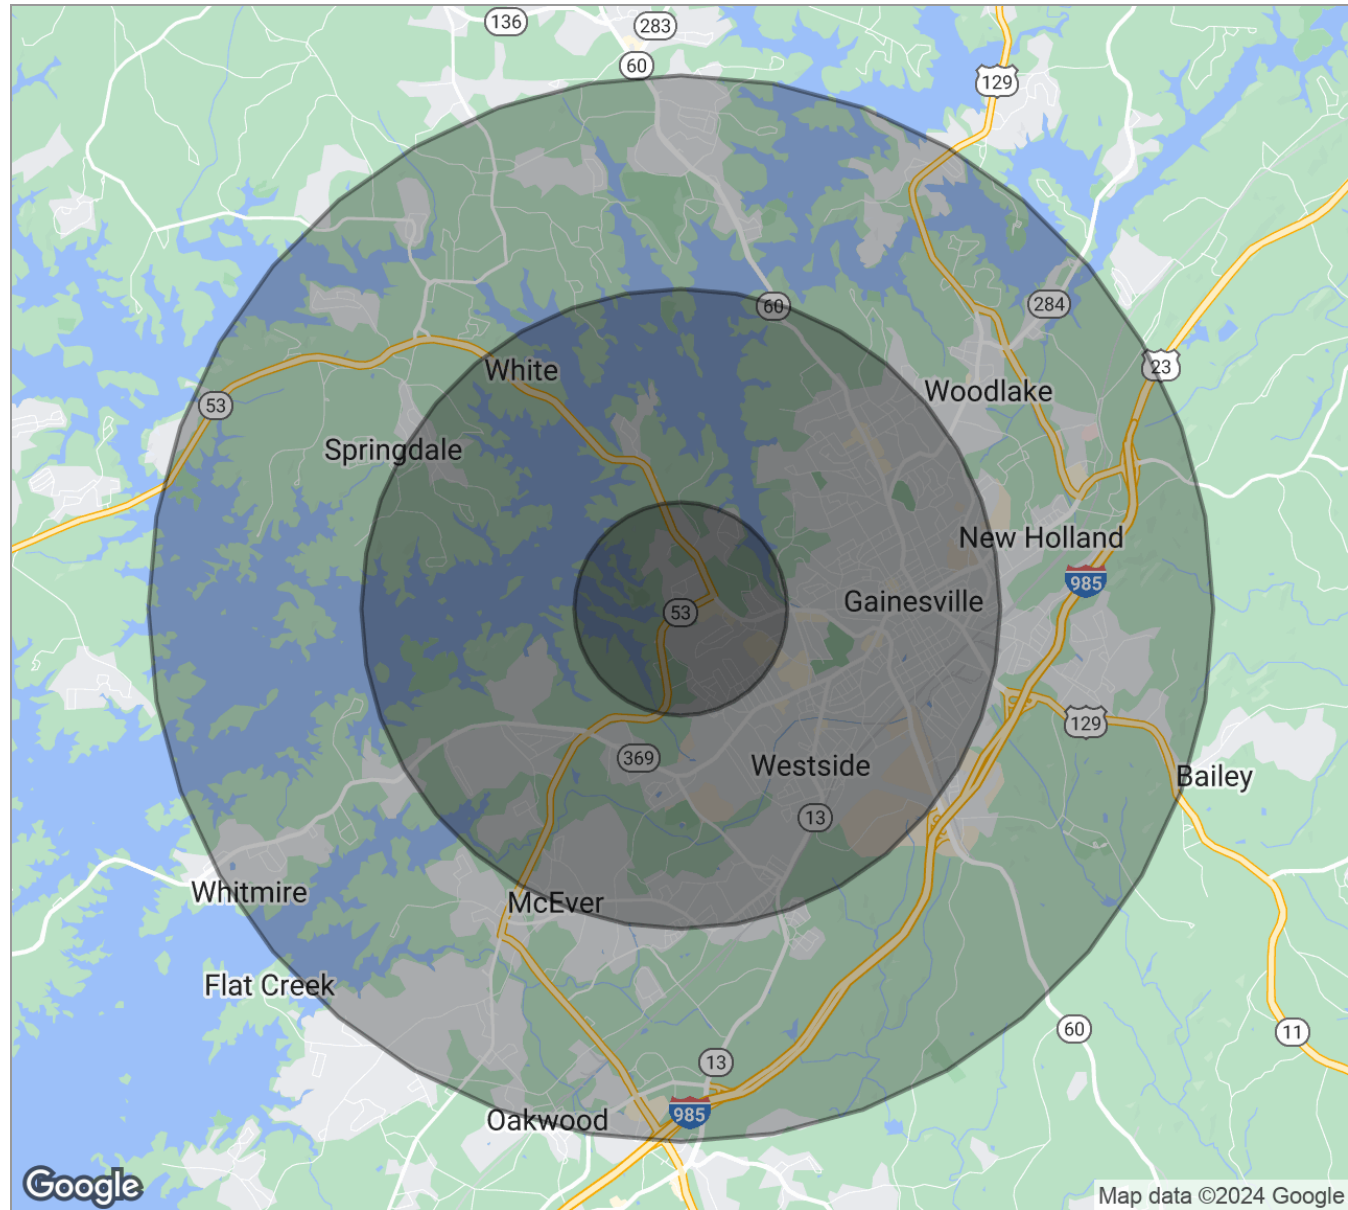 136
283
60
129
60
284
23
White
Woodlake
53
Springdale
New Holland
985
Gainesville
53
129
369
Westside
Bailey
13
Whitmire
McEver
Flat Creek
60
11
13
985
Oakwood
Google
Map data ©2024 Google